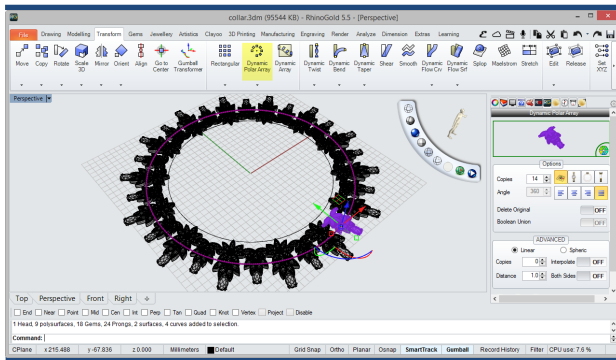 collar.3dm (95544 KB) - RhinoGold 5.5 - [Perspective]
File Drawing Modelling Transform Gems Jewellery Artistics Clayoo 3D Printing Manufacturing Engraving Render Analyze Dimension Extras Learning
Move Copy Rotate Scale 3D Mirror Orient Align Go to Center Gumball Transformer Rectangular Dynamic Polar Array Dynamic Array Dynamic Twist Dynamic Bend Dynamic Taper Shear Smooth Dynamic Flow Crv Dynamic Flow Srf Splop Maelstrom Stretch Edit Release Set XYZ
Perspective
Dynamic Polar Array
Options
Copies 14
Angle 360
Delete Original OFF
Boolean Union OFF
ADVANCED
Linear Spheric
Copies 0 Interpolate OFF
Distance 1.0 Both Sides OFF
Top Perspective Front Right
End Near Point Mid Cen Int Perp Tan Quad Knot Vertex Project Disable
1 Head, 9 polysurfaces, 18 Gems, 24 Prongs, 2 surfaces, 4 curves added to selection.
Command:
CPlane x 215.488 y -67.836 z 0.000 Millimeters Default Grid Snap Ortho Planar Osnap SmartTrack Gumball Record History Filter CPU use: 7.6 %